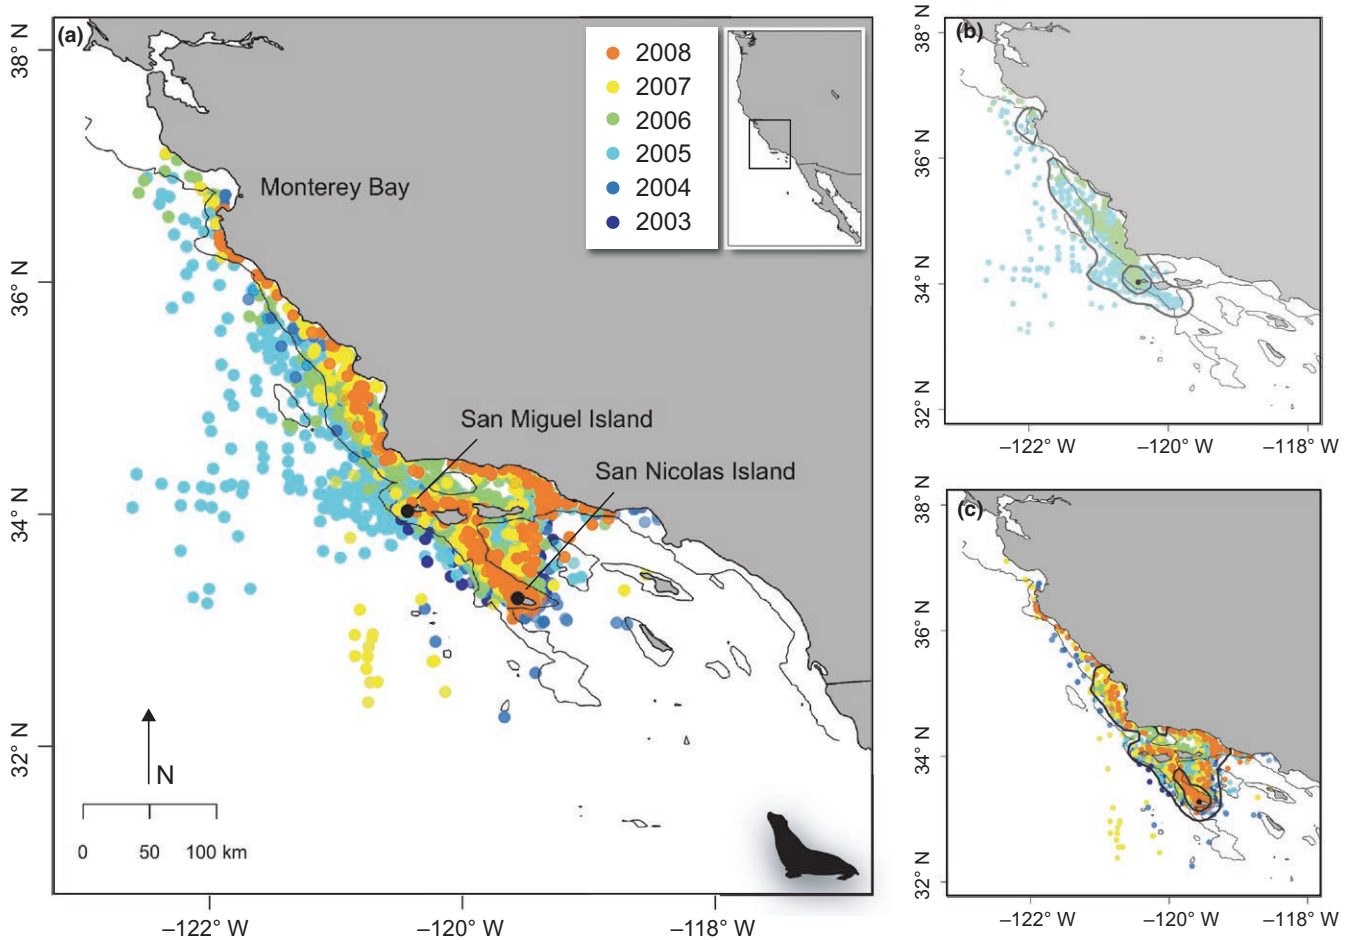 (a)
38° N
36° N
34° N
32° N
2008
2007
2006
2005
2004
2003
Monterey Bay
San Miguel Island
San Nicolas Island
N
0 50 100 km
−122° W −120° W −118° W
(b)
38° N
36° N
34° N
32° N
−122° W −120° W −118° W
(c)
38° N
36° N
34° N
32° N
−122° W −120° W −118° W